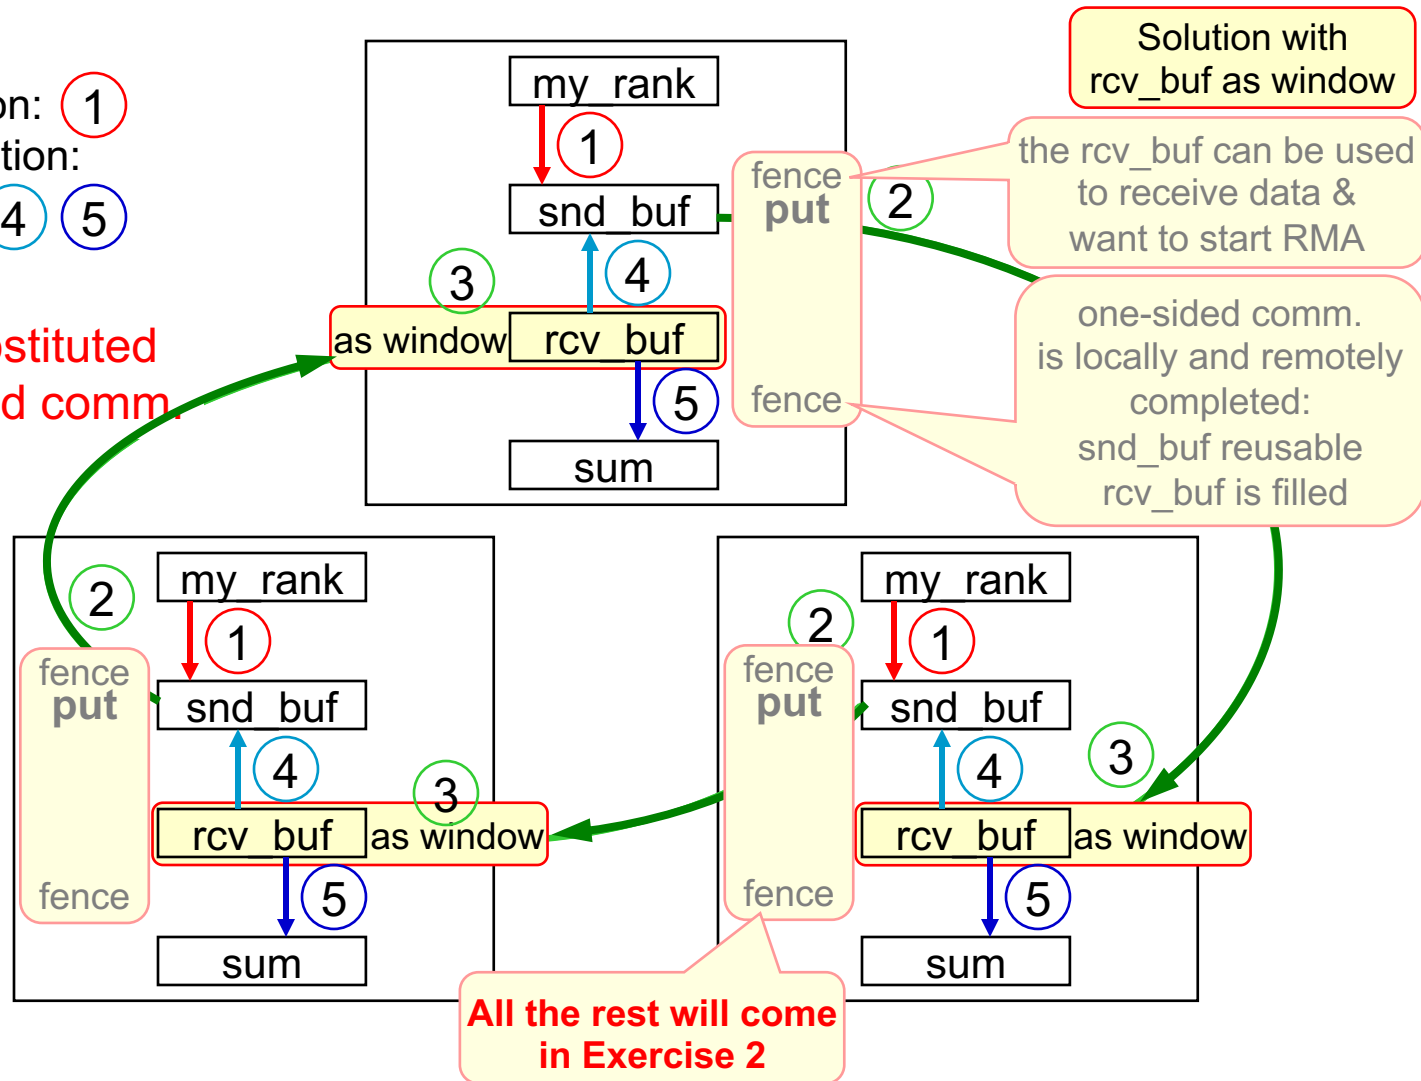 Solution with
rcv_buf as window
on: 1
tion:
4 5
stituted
d comm.
my_rank
1
snd_buf
fence
put
2
the rcv_buf can be used
to receive data &
want to start RMA
3
4
as window rcv_buf
5
fence
sum
one-sided comm.
is locally and remotely
completed:
snd_buf reusable
rcv_buf is filled
my_rank
2
1
fence
put
snd_buf
4
3
rcv_buf as window
5
fence
sum
my_rank
2
1
fence
put
snd_buf
4
3
rcv_buf as window
5
fence
sum
All the rest will come
in Exercise 2